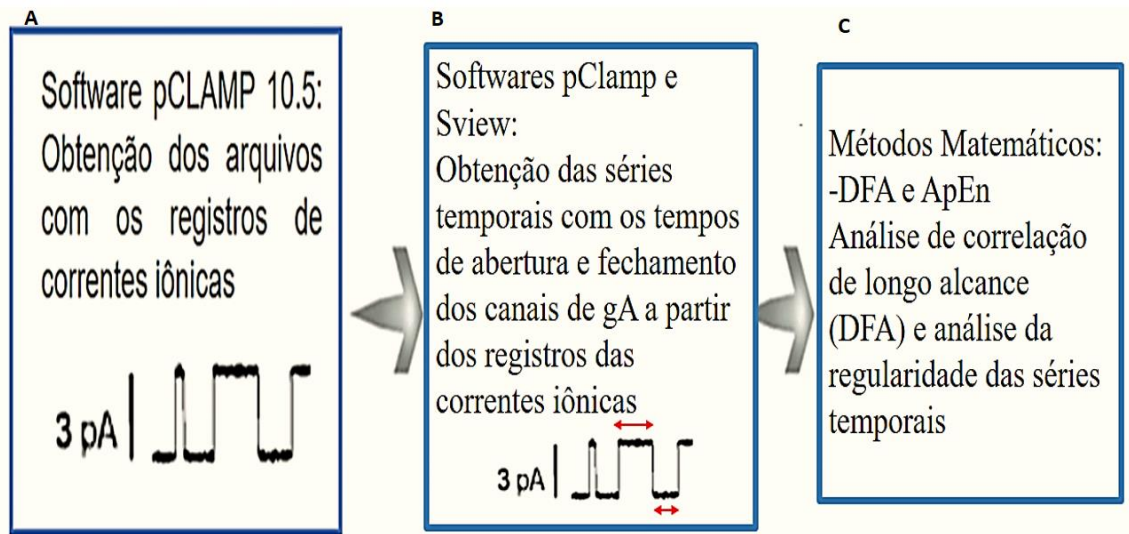 A
Software pCLAMP 10.5:
Obtenção dos arquivos
com os registros de
correntes iônicas
3 pA
B
Softwares pClamp e
Sview:
Obtenção das séries
temporais com os tempos
de abertura e fechamento
dos canais de gA a partir
dos registros das
correntes iônicas
3 pA
C
Métodos Matemáticos:
-DFA e ApEn
Análise de correlação
de longo alcance
(DFA) e análise da
regularidade das séries
temporais